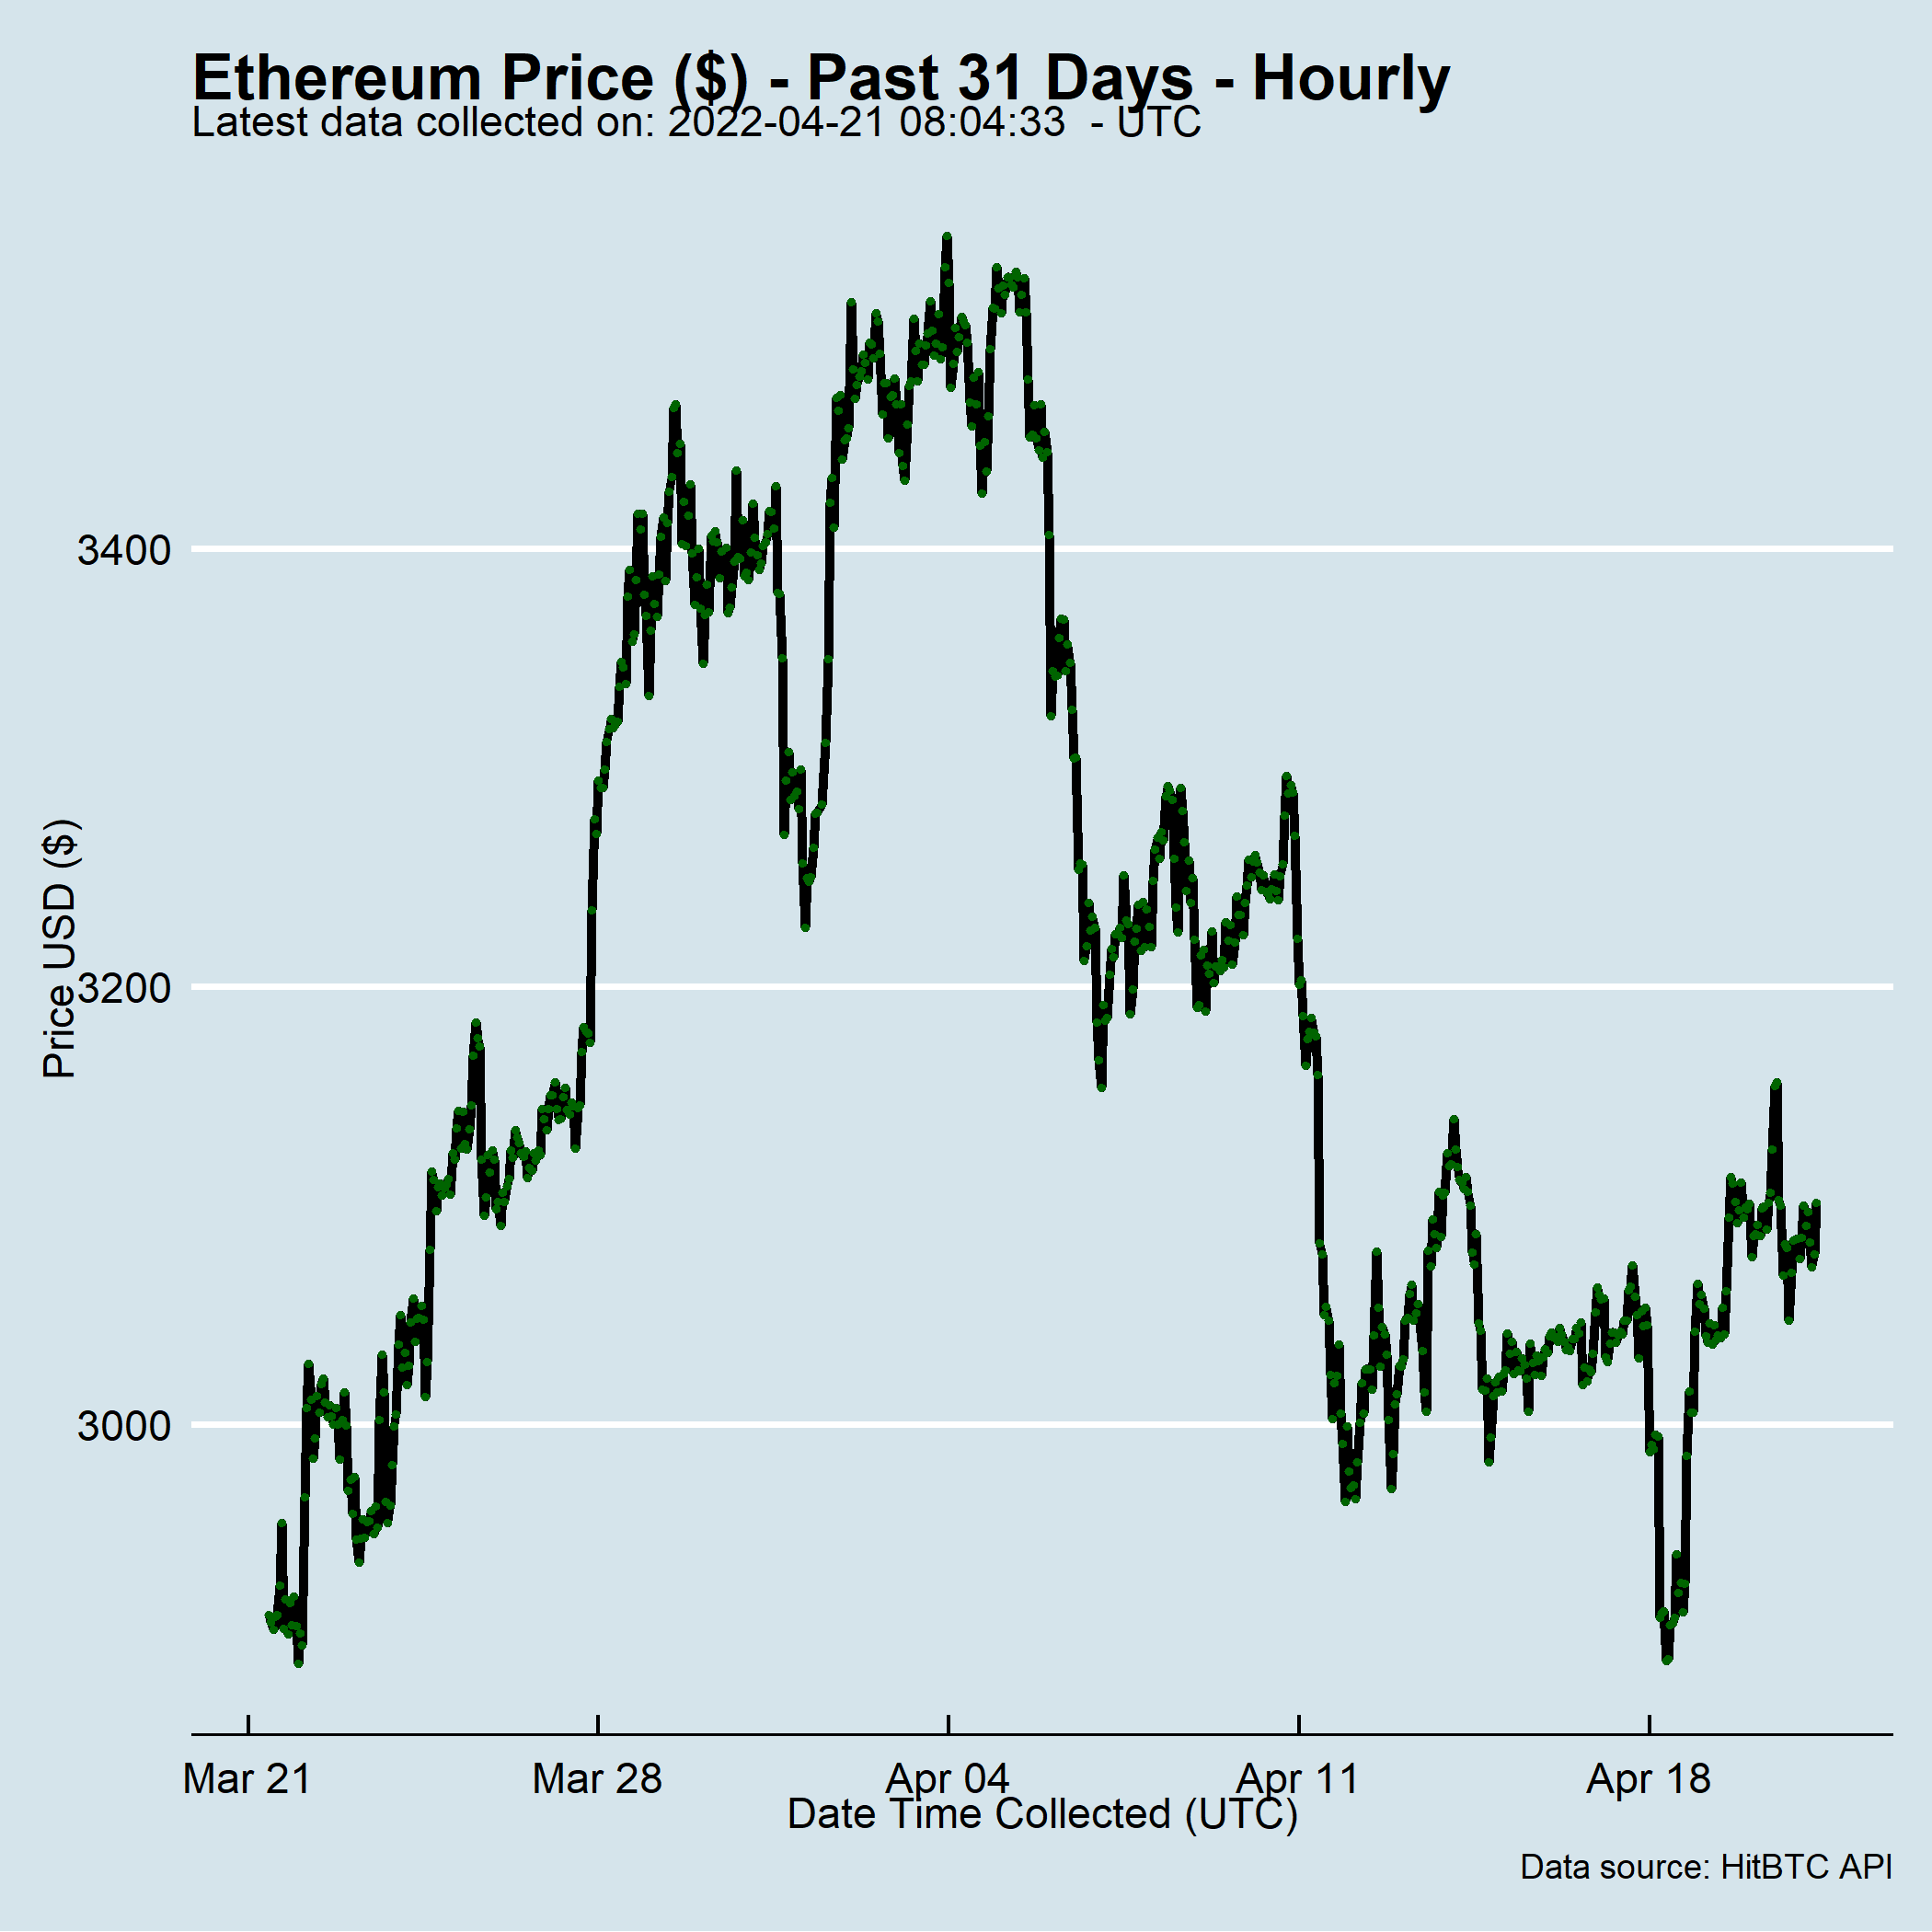 Ethereum Price ($) - Past 31 Days - Hourly
Latest data collected on: 2022-04-21 08:04:33  - UTC
Price USD ($)
3400
3200
3000
Mar 21 Mar 28 Apr 04 Apr 11 Apr 18
Date Time Collected (UTC)
Data source: HitBTC API